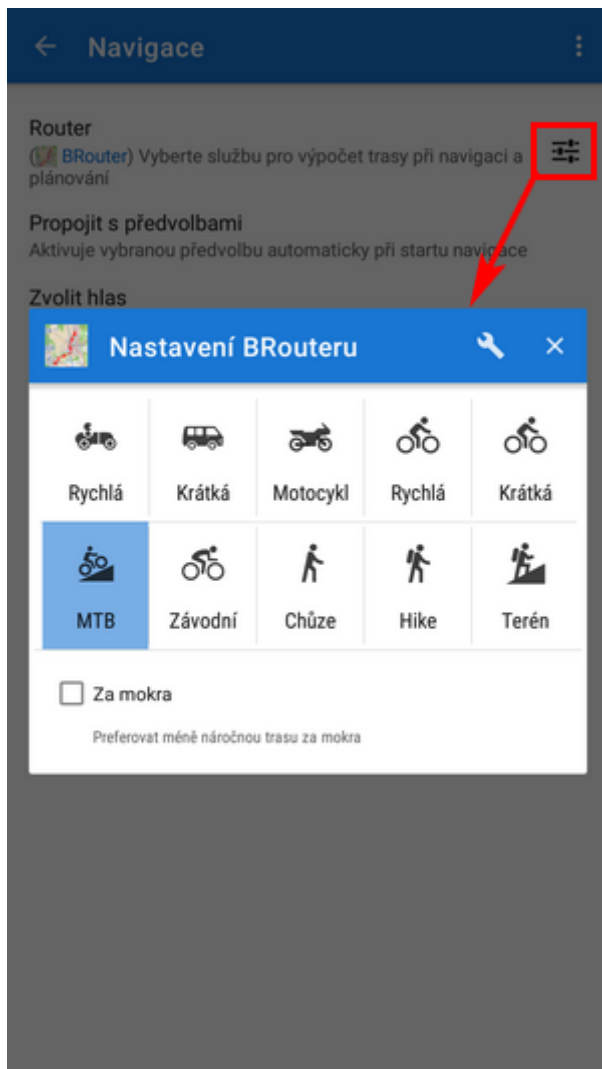 Navigace
Router
(BRouter) Vyberte službu pro výpočet trasy při navigaci a
plánování
Propojit s předvolbami
Aktivuje vybranou předvolbu automaticky při startu navigace
Zvolit hlas
Nastavení BRouteru
Rychlá Krátká Motocykl Rychlá Krátká
MTB Závodní Chůze Hike Terén
Za mokra
Preferovat méně náročnou trasu za mokra